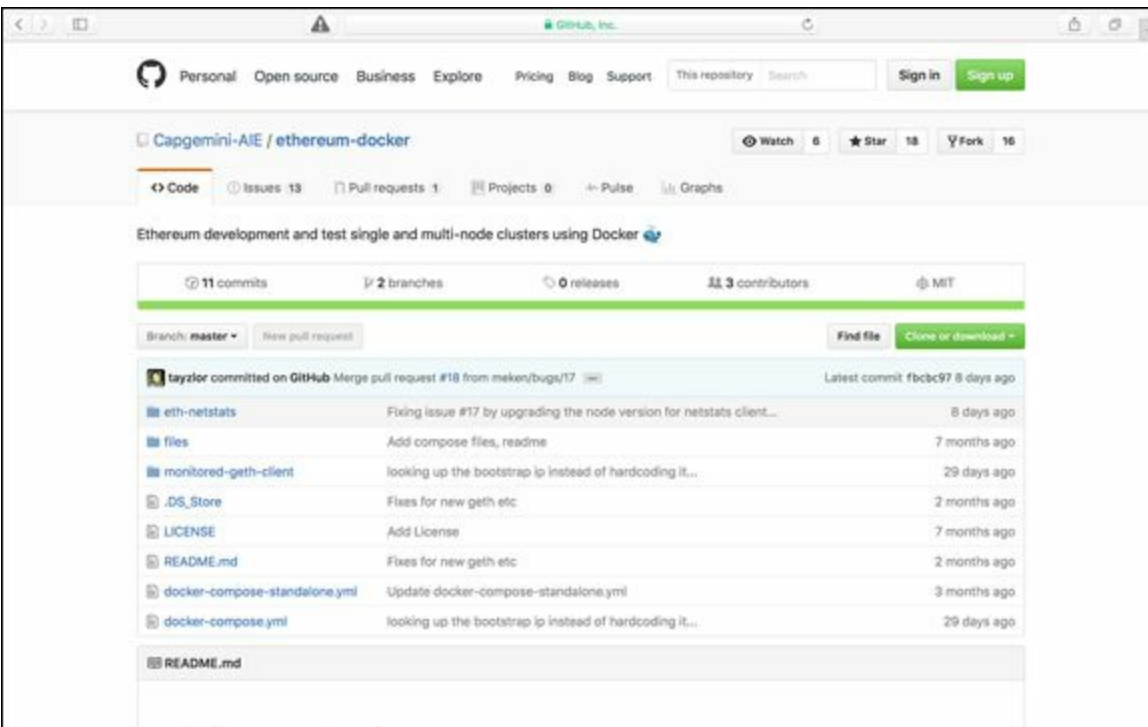 GitHub, Inc.
Personal Open source Business Explore Pricing Blog Support This repository Search Sign in Sign up
Capgemini-AIE / ethereum-docker
Watch 6 Star 18 Fork 16
<> Code Issues 13 Pull requests 1 Projects 0 Pulse Graphs
Ethereum development and test single and multi-node clusters using Docker
11 commits 2 branches 0 releases 3 contributors MIT
Branch: master New pull request Find file Clone or download
tayzlor committed on GitHub Merge pull request #18 from meken/bugs/17 ... Latest commit fbcbc97 8 days ago
eth-netstats Fixing issue #17 by upgrading the node version for netstats client... 8 days ago
files Add compose files, readme 7 months ago
monitored-geth-client looking up the bootstrap ip instead of hardcoding it... 29 days ago
.DS_Store Fixes for new geth etc 2 months ago
LICENSE Add License 7 months ago
README.md Fixes for new geth etc 2 months ago
docker-compose-standalone.yml Update docker-compose-standalone.yml 3 months ago
docker-compose.yml looking up the bootstrap ip instead of hardcoding it... 29 days ago
README.md